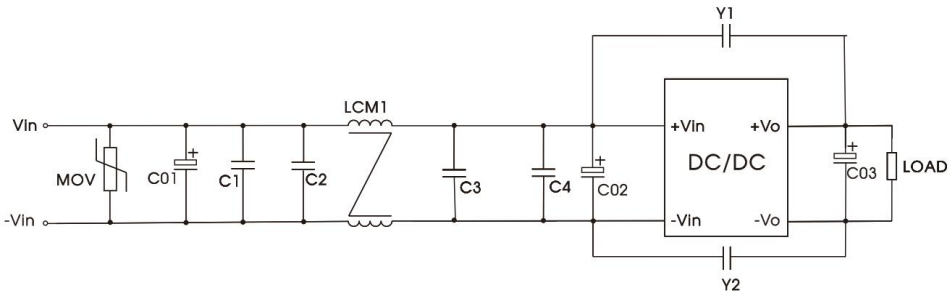 Y1
LCM1
Vin
+Vin
+Vo
MOV
C01
C1
C2
C3
C4
C02
DC/DC
C03
LOAD
-Vin
-Vin
-Vo
Y2